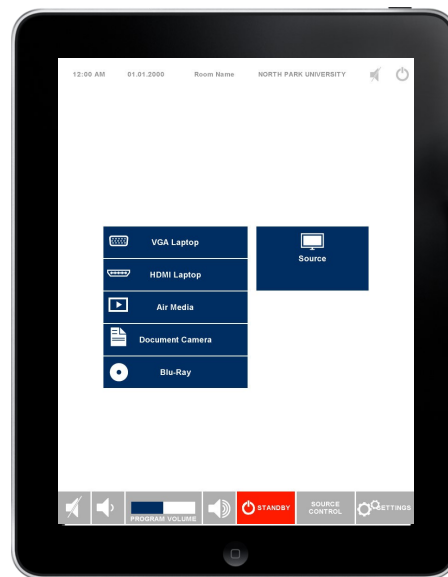 12:00 AM 01.01.2000 Room Name NORTH PARK UNIVERSITY
VGA Laptop
Source
HDMI Laptop
Air Media
Document Camera
Blu-Ray
PROGRAM VOLUME
STANDBY
SOURCE
CONTROL
SETTINGS